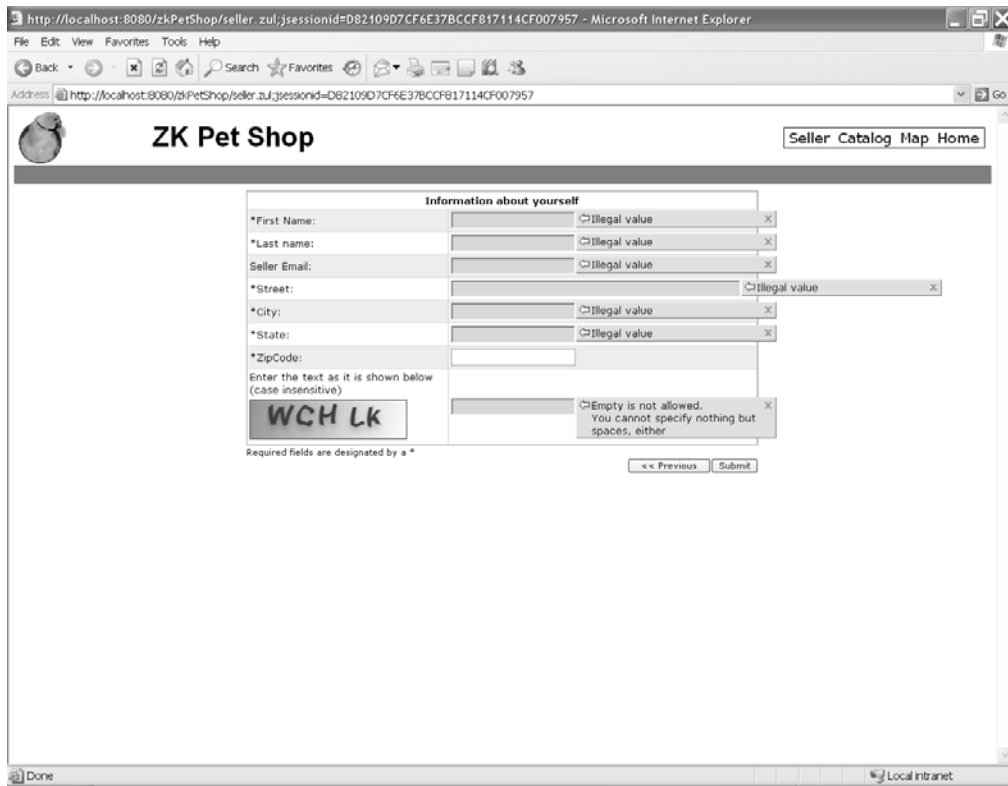 http://localhost:8080/zkPetShop/seller.zul;jsessionid=D82109D7CF6E37BCCF817114CF007957 - Microsoft Internet Explorer
File Edit View Favorites Tools Help
Back Search Favorites
Address http://localhost:8080/zkPetShop/seller.zul;jsessionid=D82109D7CF6E37BCCF817114CF007957 Go
ZK Pet Shop
Seller Catalog Map Home
Information about yourself
*First Name: Illegal value x
*Last name: Illegal value x
Seller Email: Illegal value x
*Street: Illegal value x
*City: Illegal value x
*State: Illegal value x
*ZipCode:
Enter the text as it is shown below
(case insensitive)
WCH LK
Empty is not allowed. x
You cannot specify nothing but
spaces, either
Required fields are designated by a *
<< Previous Submit
Done Local intranet